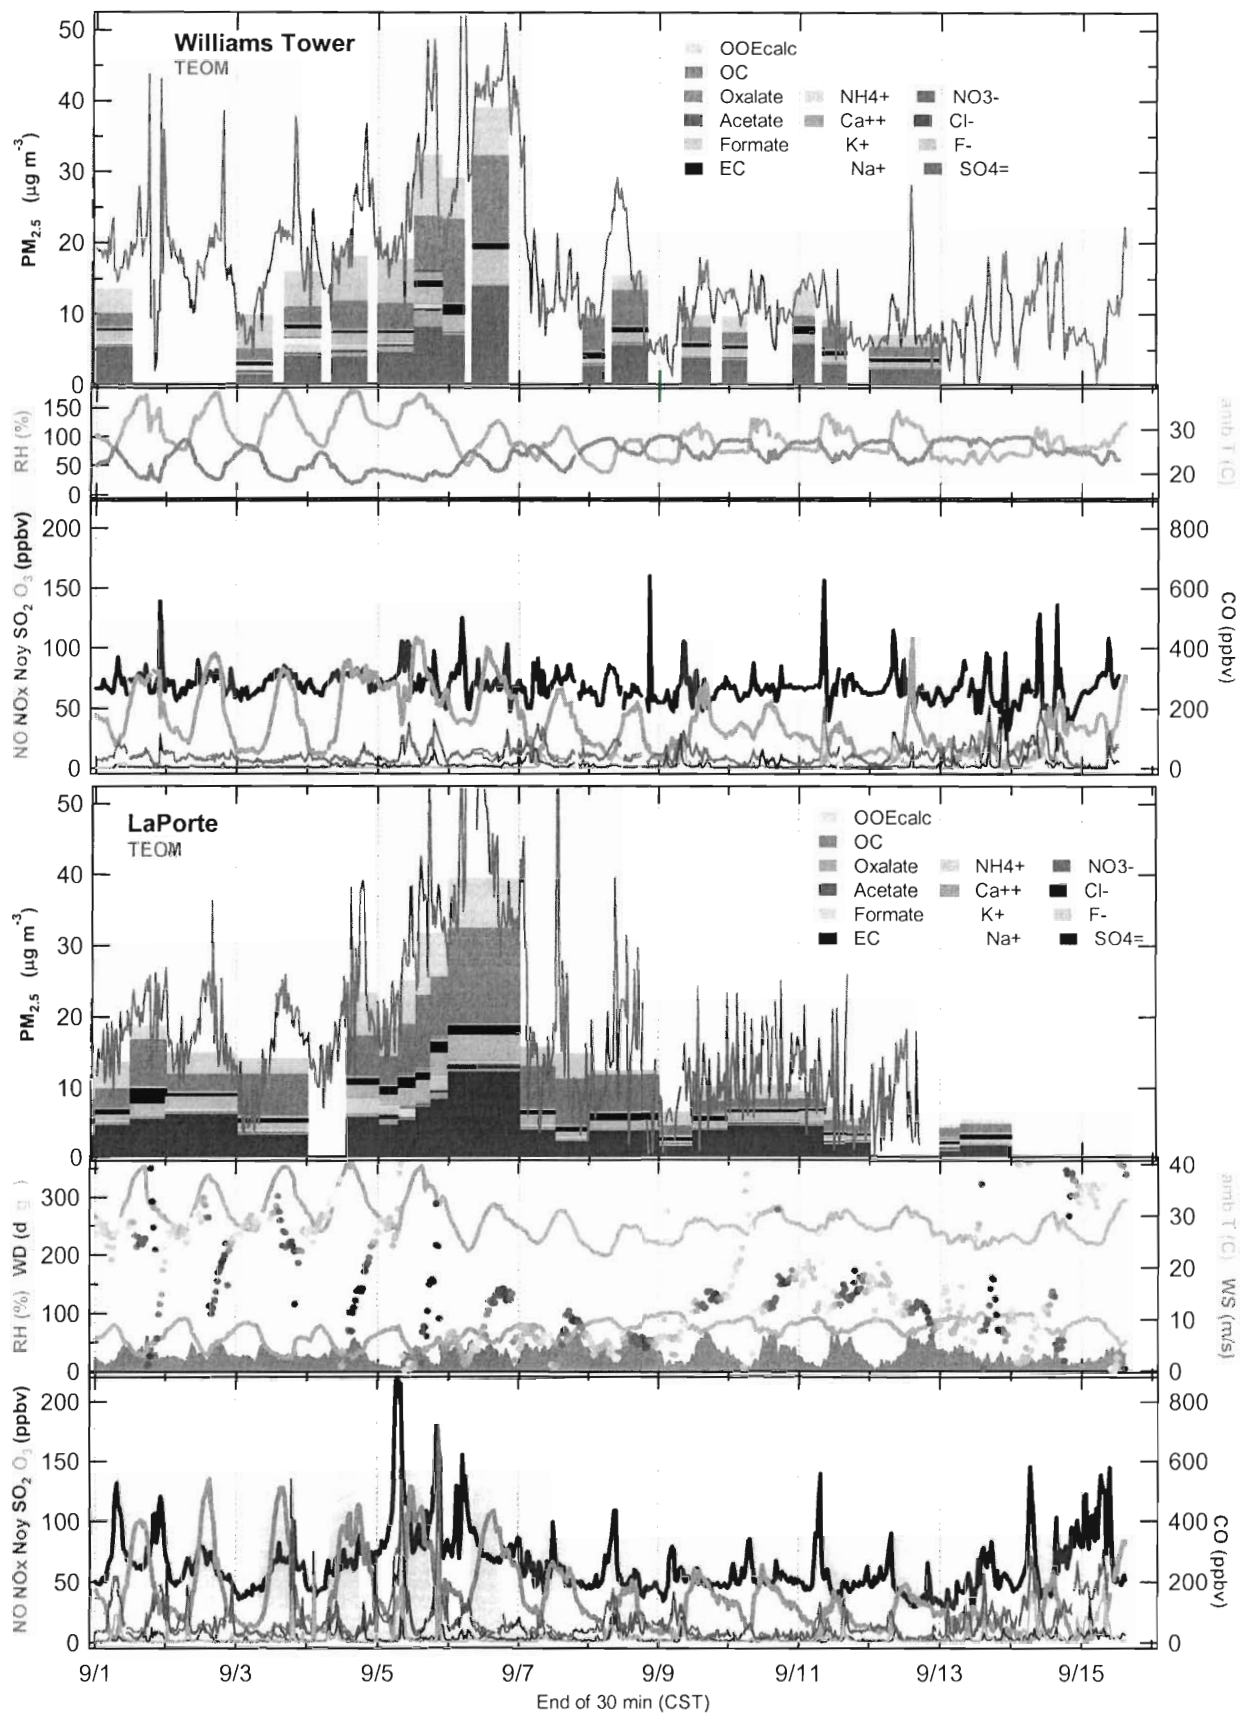 Williams Tower
TEOM
OOEcalc
OC
Oxalate NH4+ NO3-
Acetate Ca++ Cl-
Formate K+ F-
EC Na+ SO4=
PM2.5 (µg m-3)
50
40
30
20
10
0
RH (%)
150
100
50
0
amb T (C)
30
20
NO NOx Noy SO2 O3 (ppbv)
200
150
100
50
0
CO (ppbv)
800
600
400
200
0
LaPorte
TEOM
OOEcalc
OC
Oxalate NH4+ NO3-
Acetate Ca++ Cl-
Formate K+ F-
EC Na+ SO4=
PM2.5 (µg m-3)
50
40
30
20
10
0
RH (%) WD (d g
300
200
100
0
amb T (C)
WS (m/s)
40
30
20
10
0
NO NOx Noy SO2 O3 (ppbv)
200
150
100
50
0
CO (ppbv)
800
600
400
200
0
9/1 9/3 9/5 9/7 9/9 9/11 9/13 9/15
End of 30 min (CST)